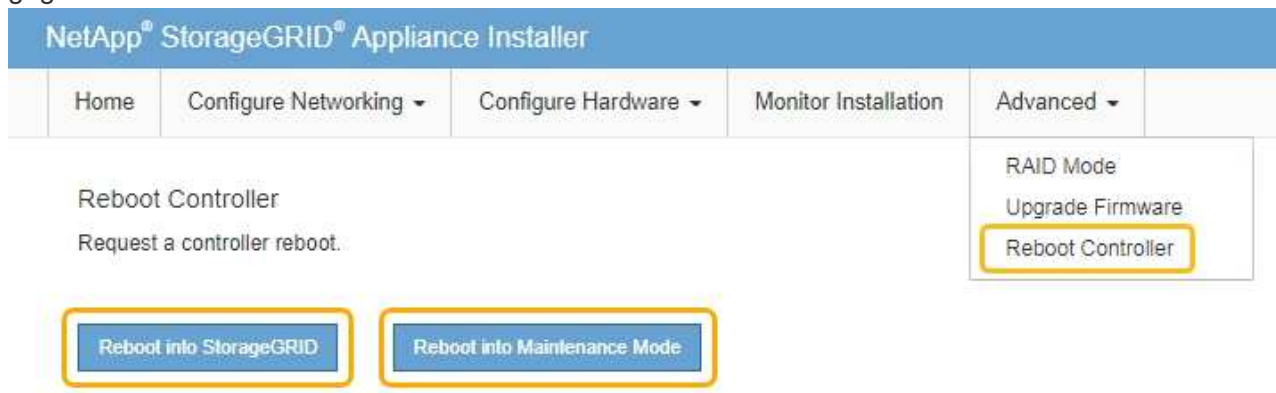 NetApp® StorageGRID® Appliance Installer
Home Configure Networking Configure Hardware Monitor Installation Advanced
RAID Mode
Upgrade Firmware
Reboot Controller
Reboot Controller
Request a controller reboot.
Reboot into StorageGRID Reboot into Maintenance Mode